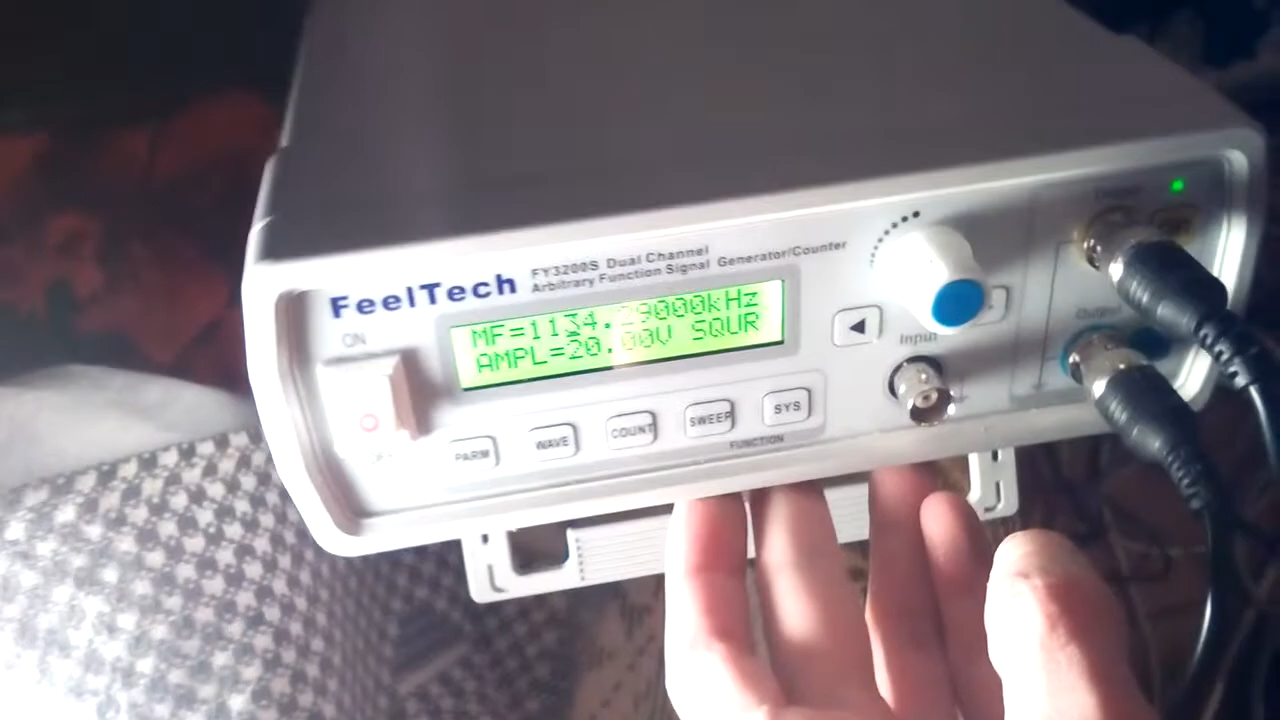 FeelTech
FY3200S Dual Channel
Arbitrary Function Signal Generator/Counter
ON
MF=1134.29000kHz
AMPL=20.00V SQUR
Input
Output
PARM
WAVE
COUNT
SWEEP
SYS
FUNCTION